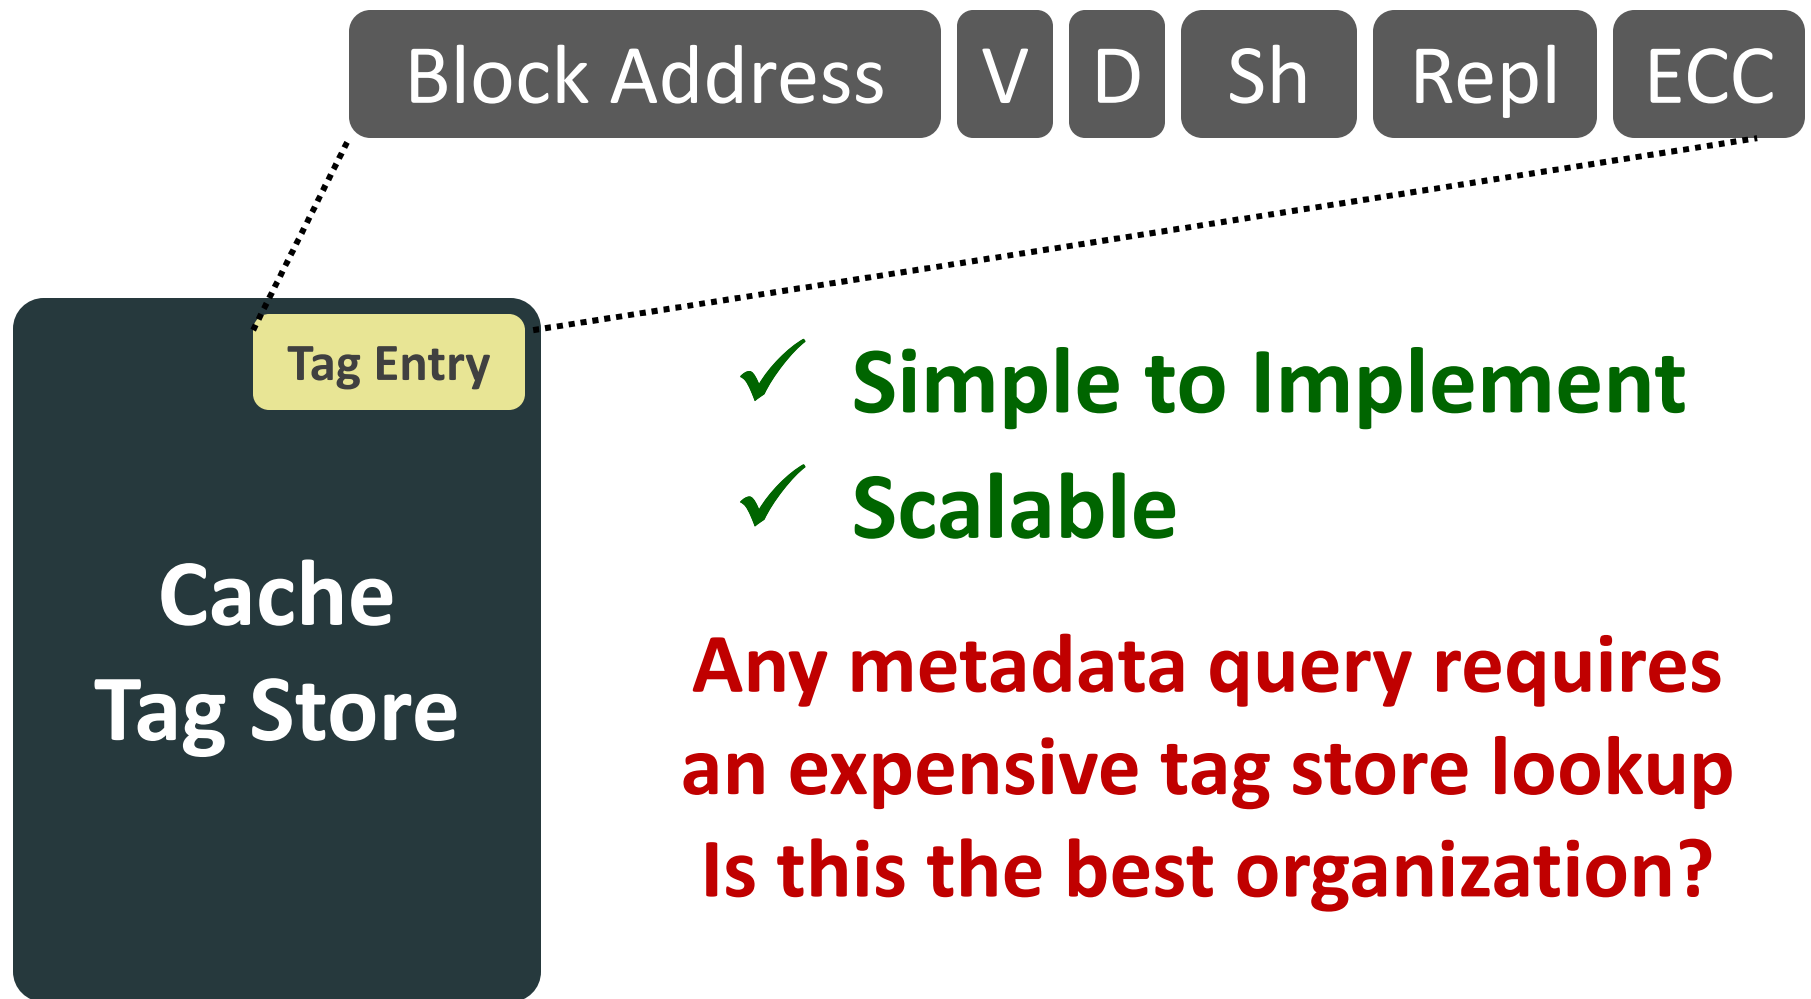 Block Address V D Sh Repl ECC
Tag Entry
✓ Simple to Implement
✓ Scalable
Cache
Tag Store
Any metadata query requires
an expensive tag store lookup
Is this the best organization?